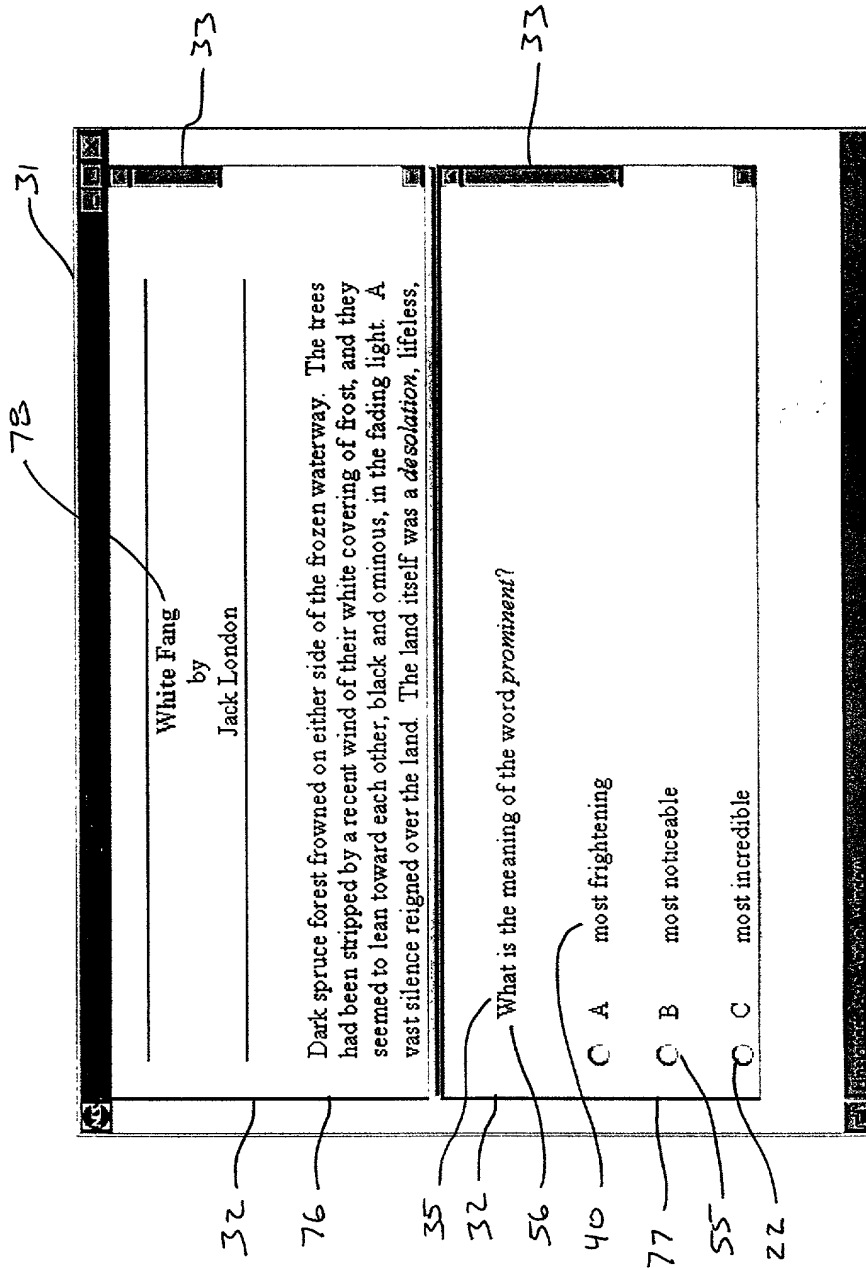 78
31
33
White Fang
by
Jack London
Dark spruce forest frowned on either side of the frozen waterway. The trees
had been stripped by a recent wind of their white covering of frost, and they
seemed to lean toward each other, black and ominous, in the fading light. A
vast silence reigned over the land. The land itself was a desolation, lifeless,
32
76
33
35
What is the meaning of the word prominent?
32
56
A most frightening
40
B most noticeable
77
55
C most incredible
22